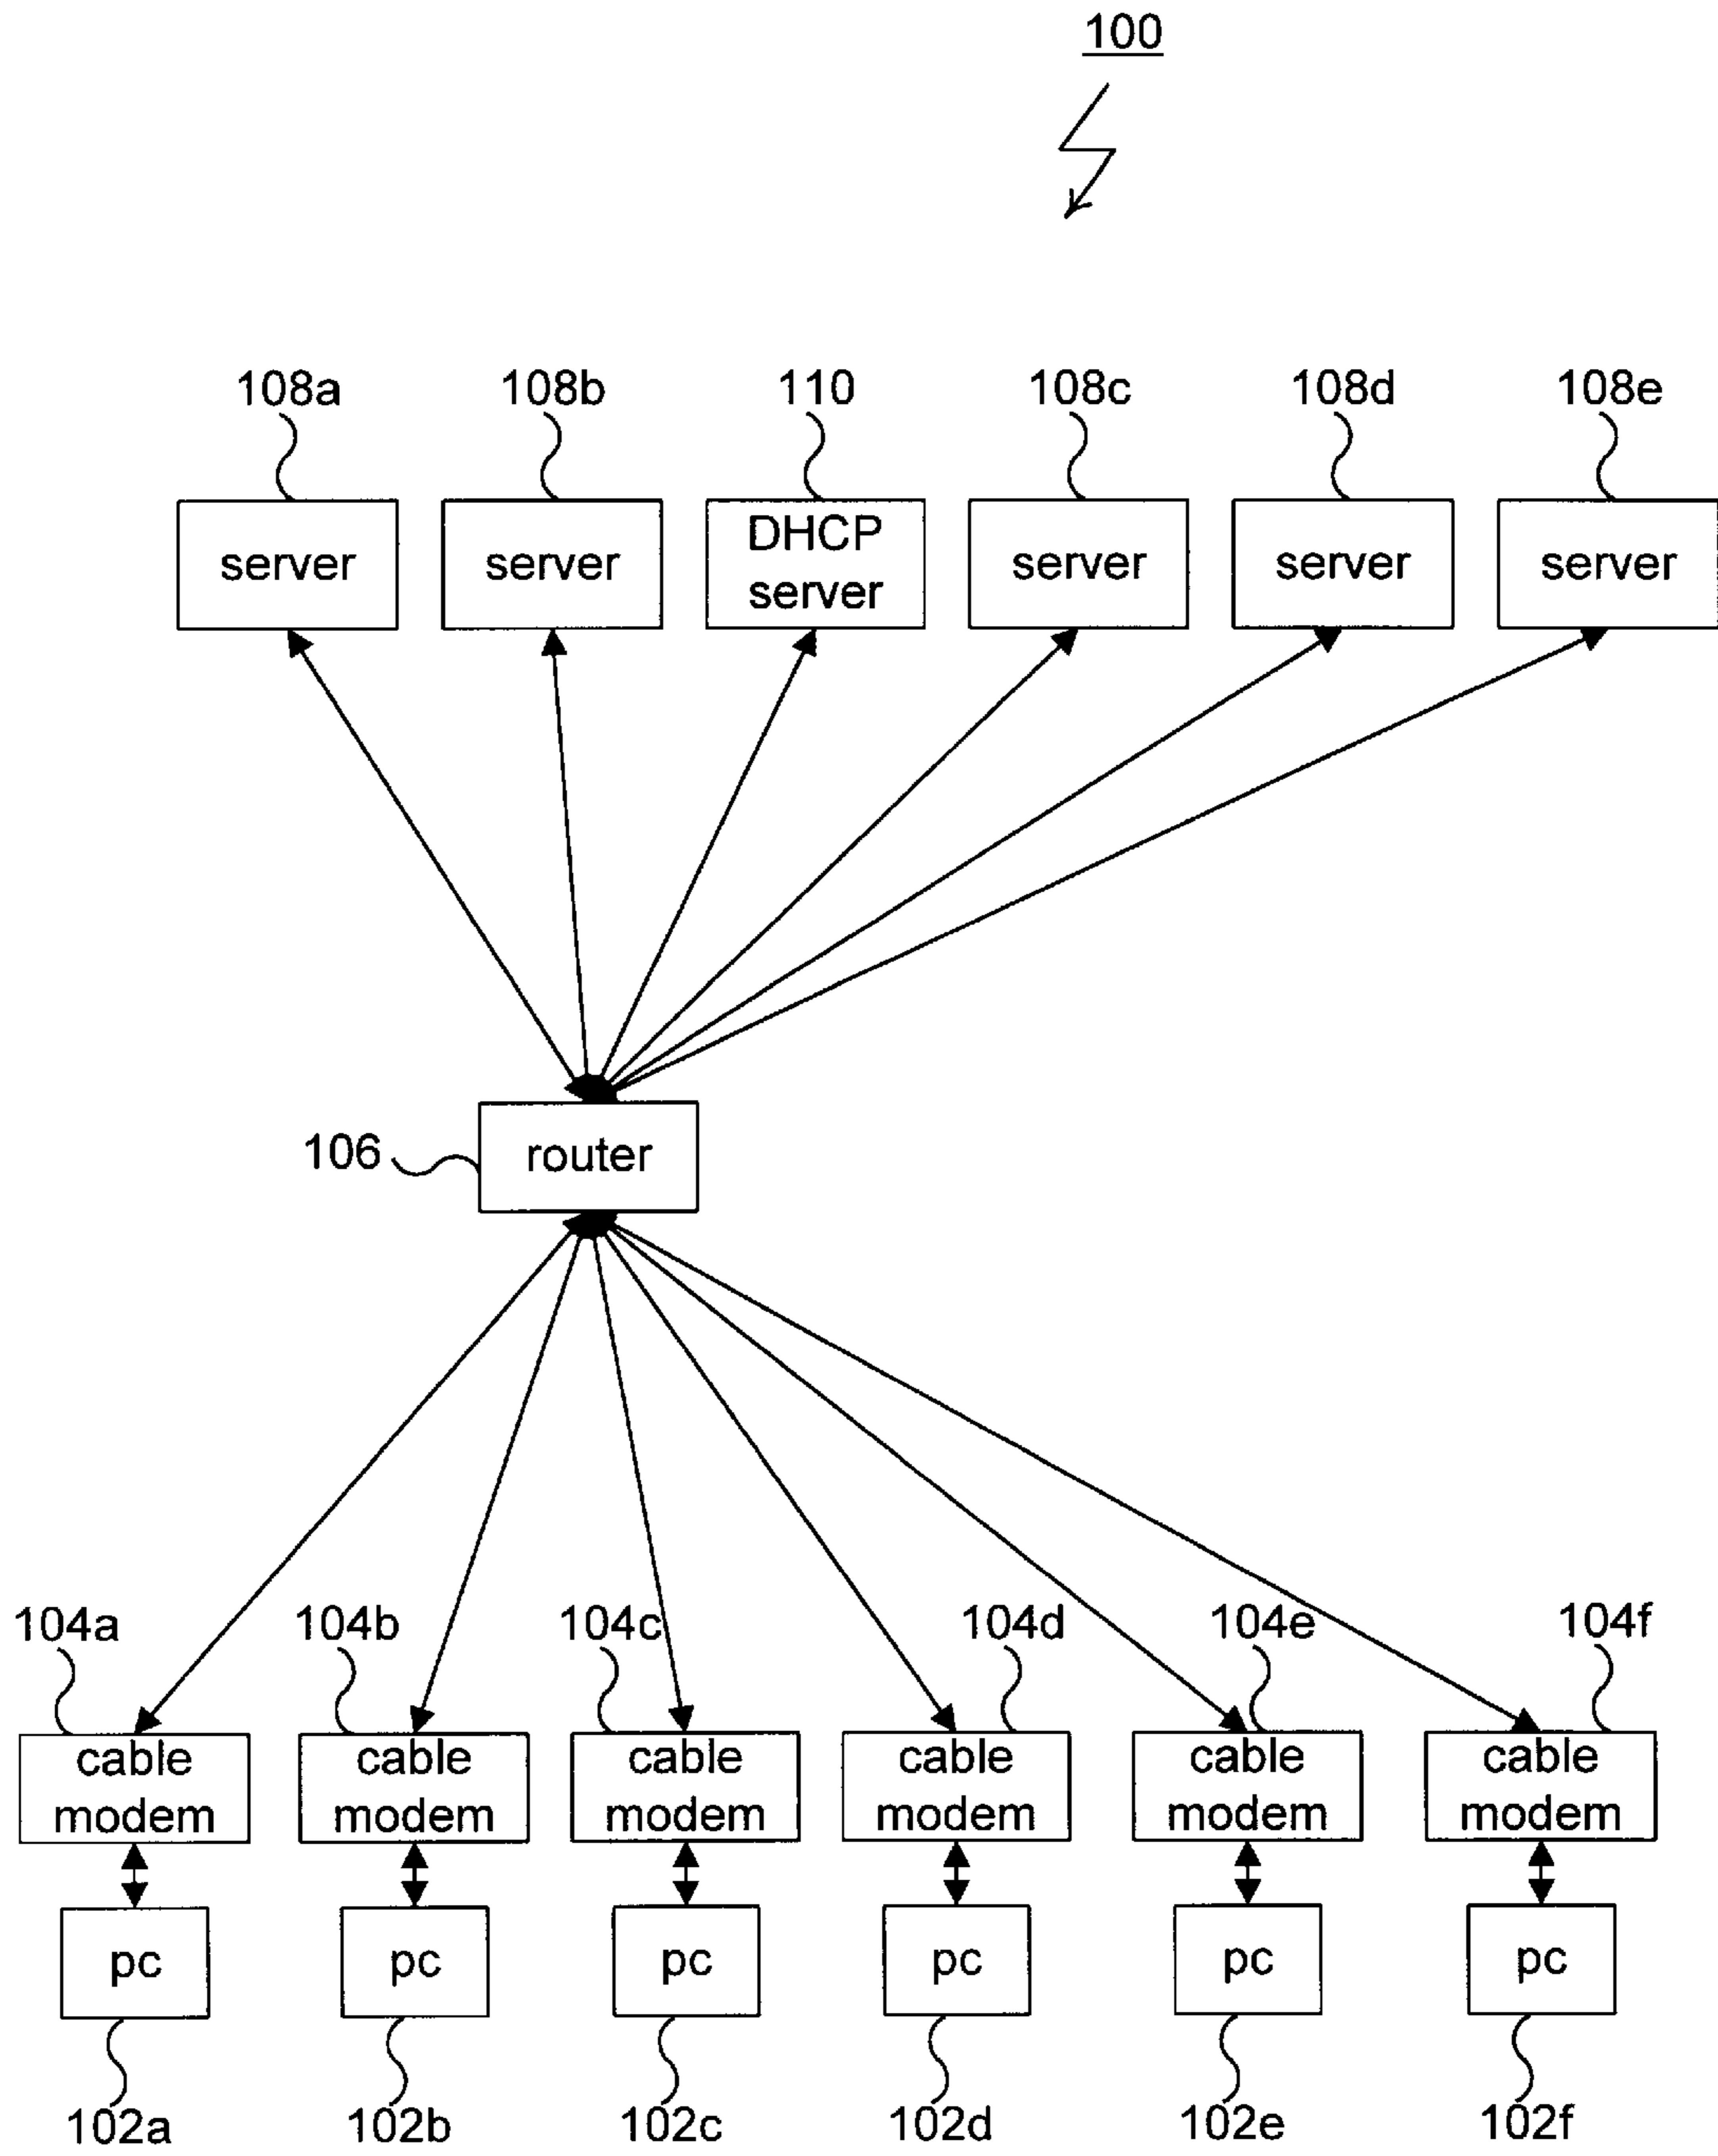 100
108a 108b 110 108c 108d 108e
server server DHCP server server server server
106 router
104a 104b 104c 104d 104e 104f
cable cable cable cable cable cable
modem modem modem modem modem modem
pc pc pc pc pc pc
102a 102b 102c 102d 102e 102f